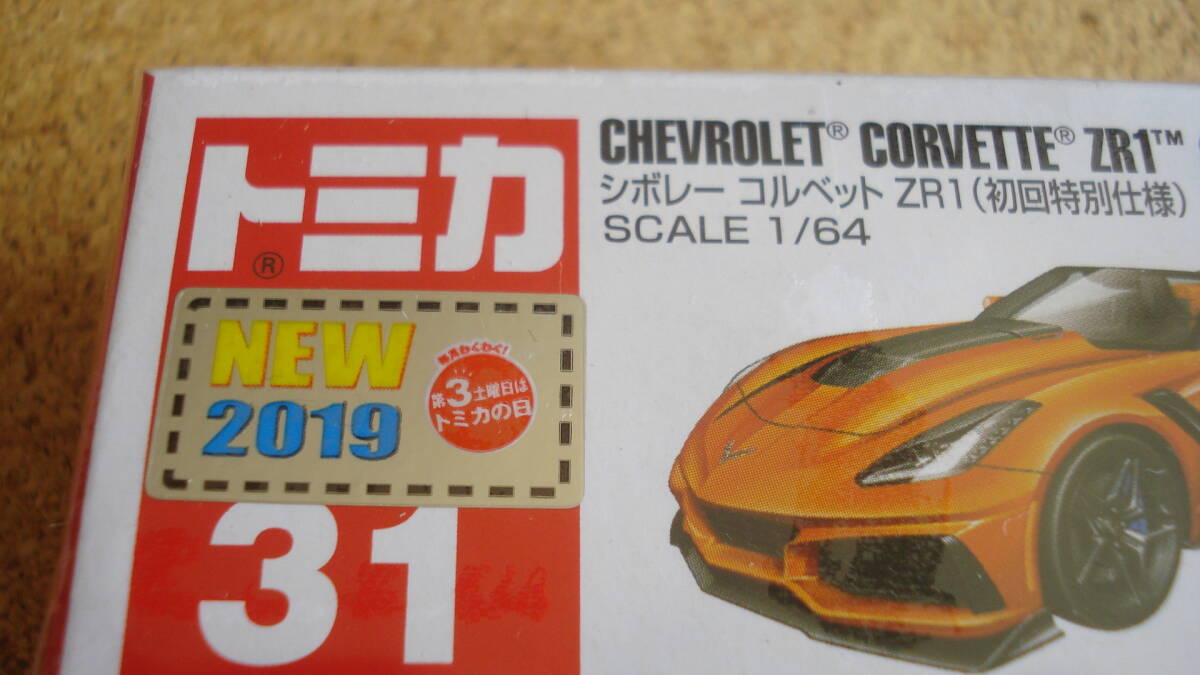 トミカ
®
NEW
2019
毎月わくわく!
第3土曜日は
トミカの日
31
CHEVROLET® CORVETTE® ZR1™
シボレー コルベット ZR1(初回特別仕様)
SCALE 1/64